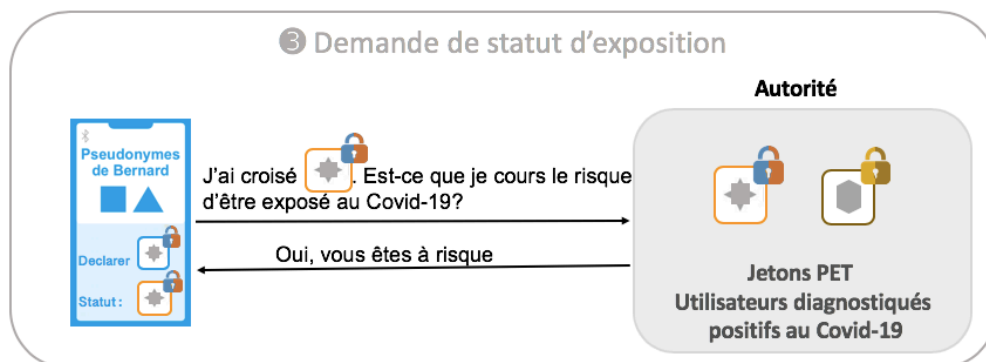 ❸ Demande de statut d'exposition
Autorité
Pseudonymes
de Bernard
J'ai croisé . Est-ce que je cours le risque
d'être exposé au Covid-19?
Declarer
Oui, vous êtes à risque
Statut :
Jetons PET
Utilisateurs diagnostiqués
positifs au Covid-19